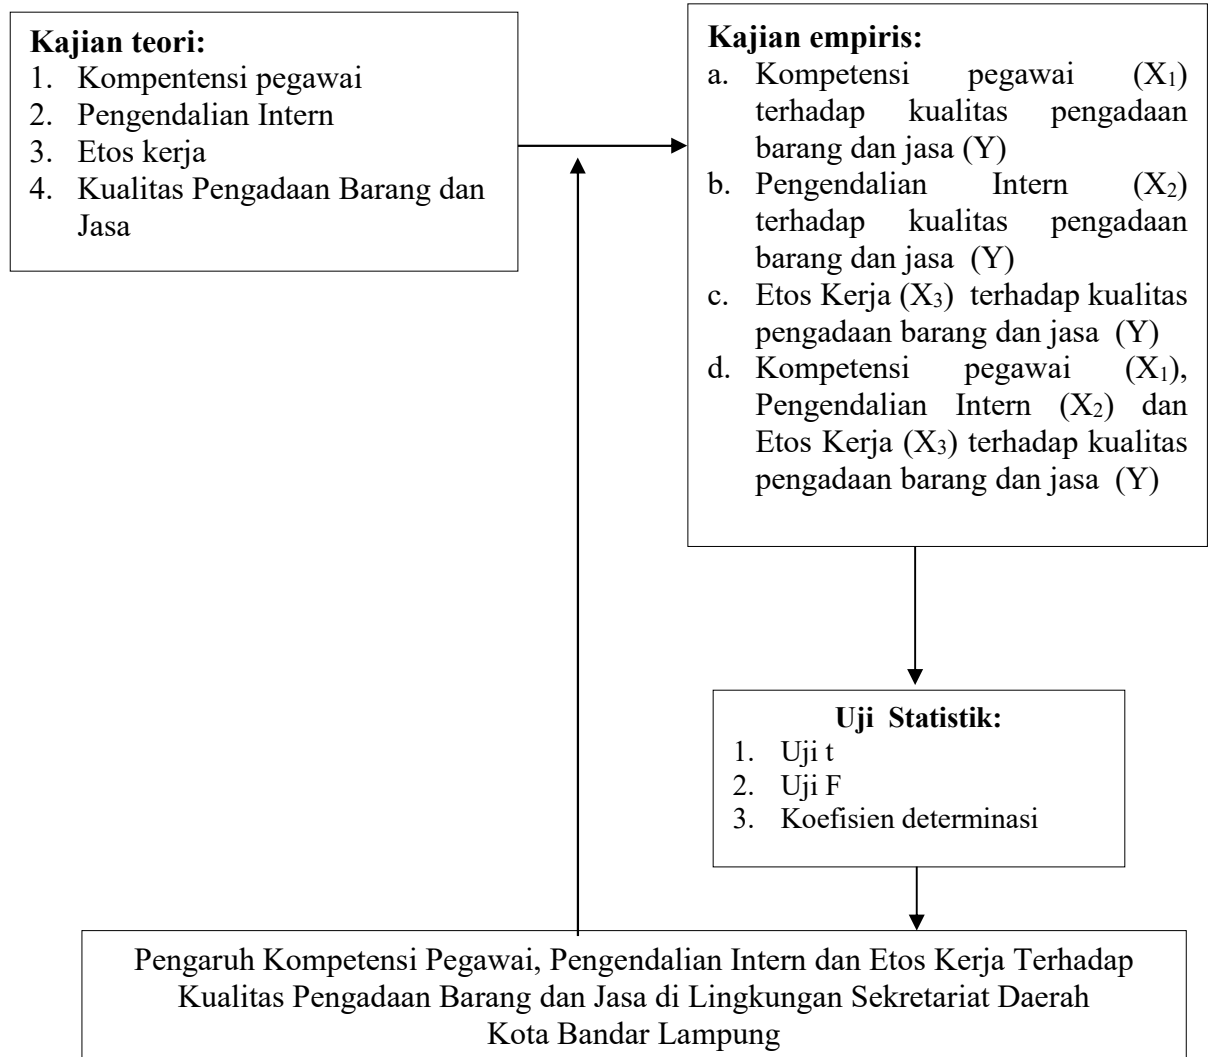 Kajian teori:
1. Kompentensi pegawai
2. Pengendalian Intern
3. Etos kerja
4. Kualitas Pengadaan Barang dan
Jasa
Kajian empiris:
a. Kompetensi pegawai (X₁)
terhadap kualitas pengadaan
barang dan jasa (Y)
b. Pengendalian Intern (X₂)
terhadap kualitas pengadaan
barang dan jasa (Y)
c. Etos Kerja (X₃) terhadap kualitas
pengadaan barang dan jasa (Y)
d. Kompetensi pegawai (X₁),
Pengendalian Intern (X₂) dan
Etos Kerja (X₃) terhadap kualitas
pengadaan barang dan jasa (Y)
Uji Statistik:
1. Uji t
2. Uji F
3. Koefisien determinasi
Pengaruh Kompetensi Pegawai, Pengendalian Intern dan Etos Kerja Terhadap
Kualitas Pengadaan Barang dan Jasa di Lingkungan Sekretariat Daerah
Kota Bandar Lampung